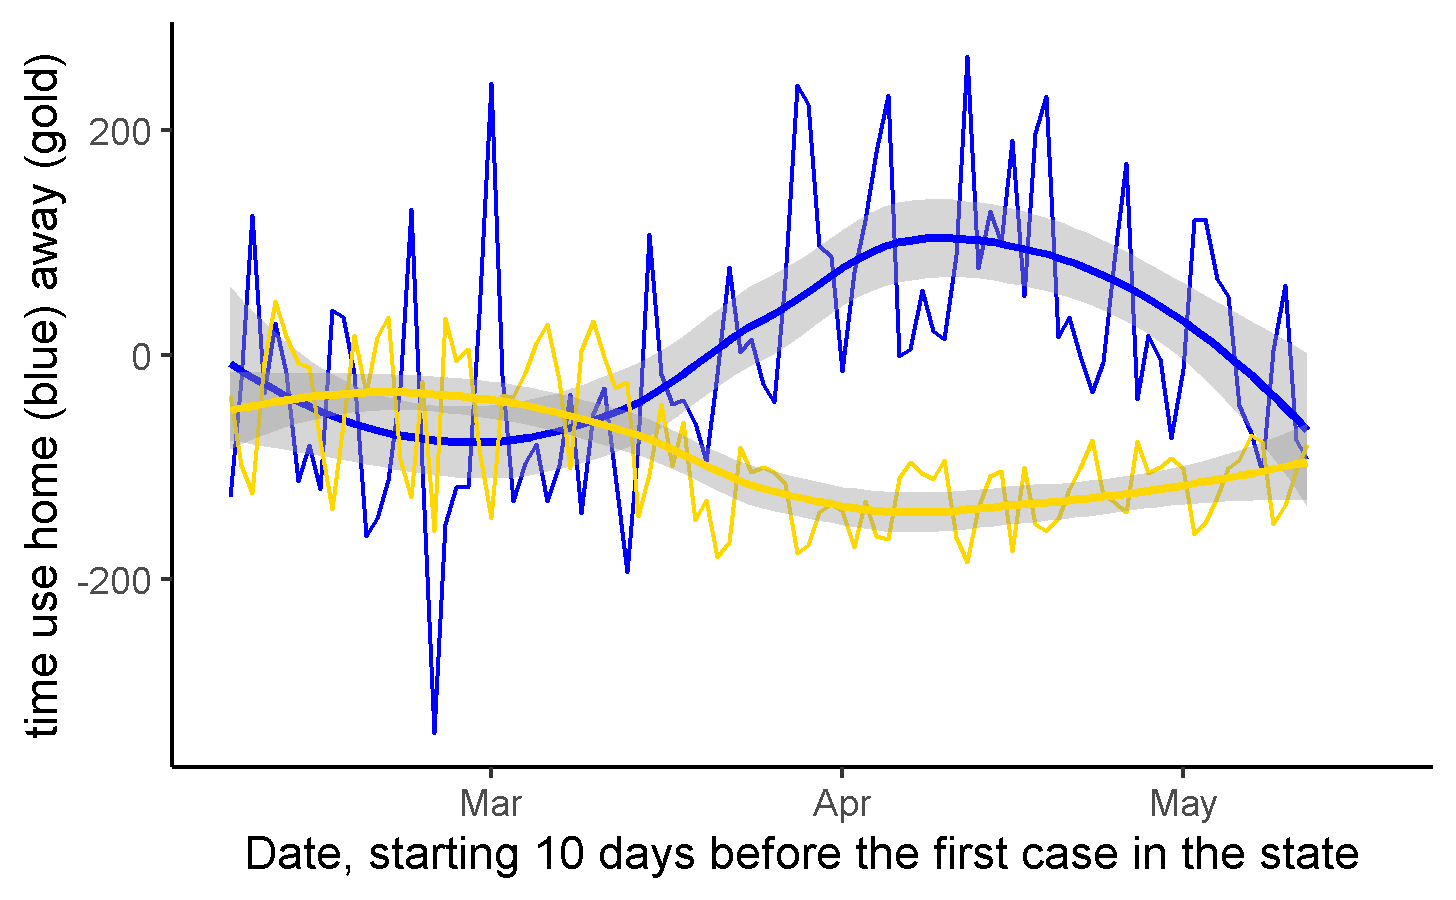 time use home (blue) away (gold)
200
0
-200
Mar
Apr
May
Date, starting 10 days before the first case in the state